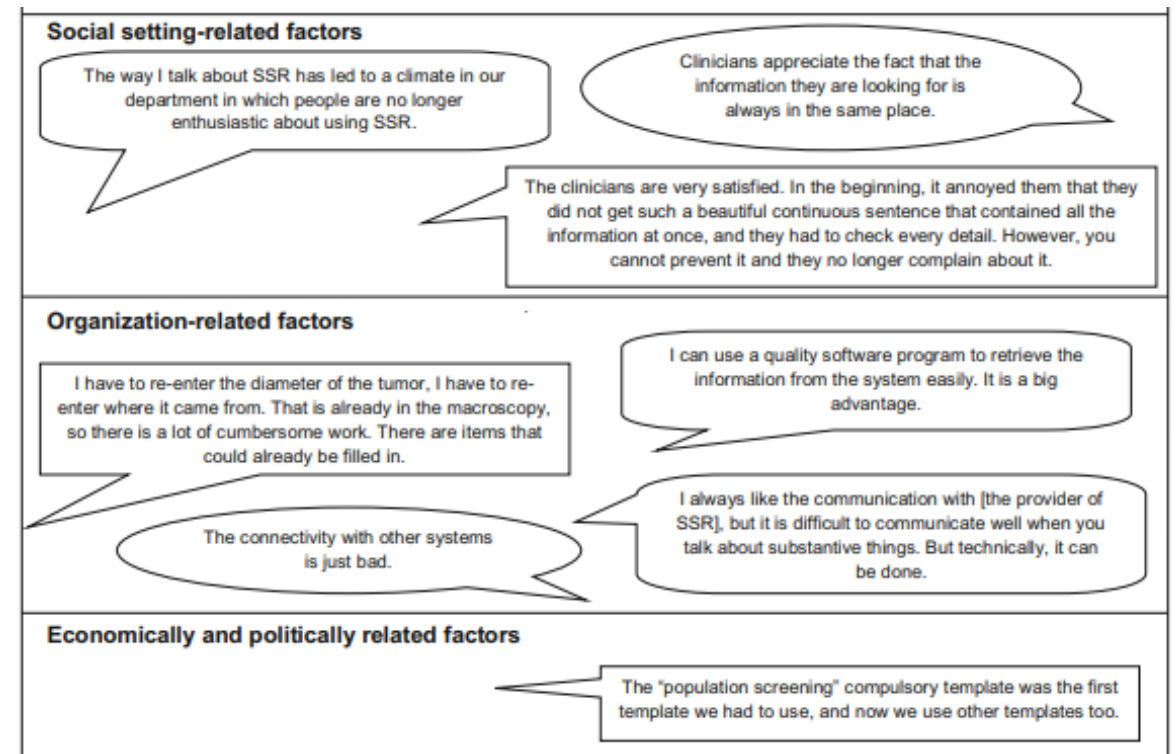 Social setting-related factors
The way I talk about SSR has led to a climate in our
department in which people are no longer
enthusiastic about using SSR.
Clinicians appreciate the fact that the
information they are looking for is
always in the same place.
The clinicians are very satisfied. In the beginning, it annoyed them that they
did not get such a beautiful continuous sentence that contained all the
information at once, and they had to check every detail. However, you
cannot prevent it and they no longer complain about it.
Organization-related factors
I have to re-enter the diameter of the tumor, I have to re-
enter where it came from. That is already in the macroscopy,
so there is a lot of cumbersome work. There are items that
could already be filled in.
I can use a quality software program to retrieve the
information from the system easily. It is a big
advantage.
The connectivity with other systems
is just bad.
I always like the communication with [the provider of
SSR], but it is difficult to communicate well when you
talk about substantive things. But technically, it can
be done.
Economically and politically related factors
The “population screening” compulsory template was the first
template we had to use, and now we use other templates too.